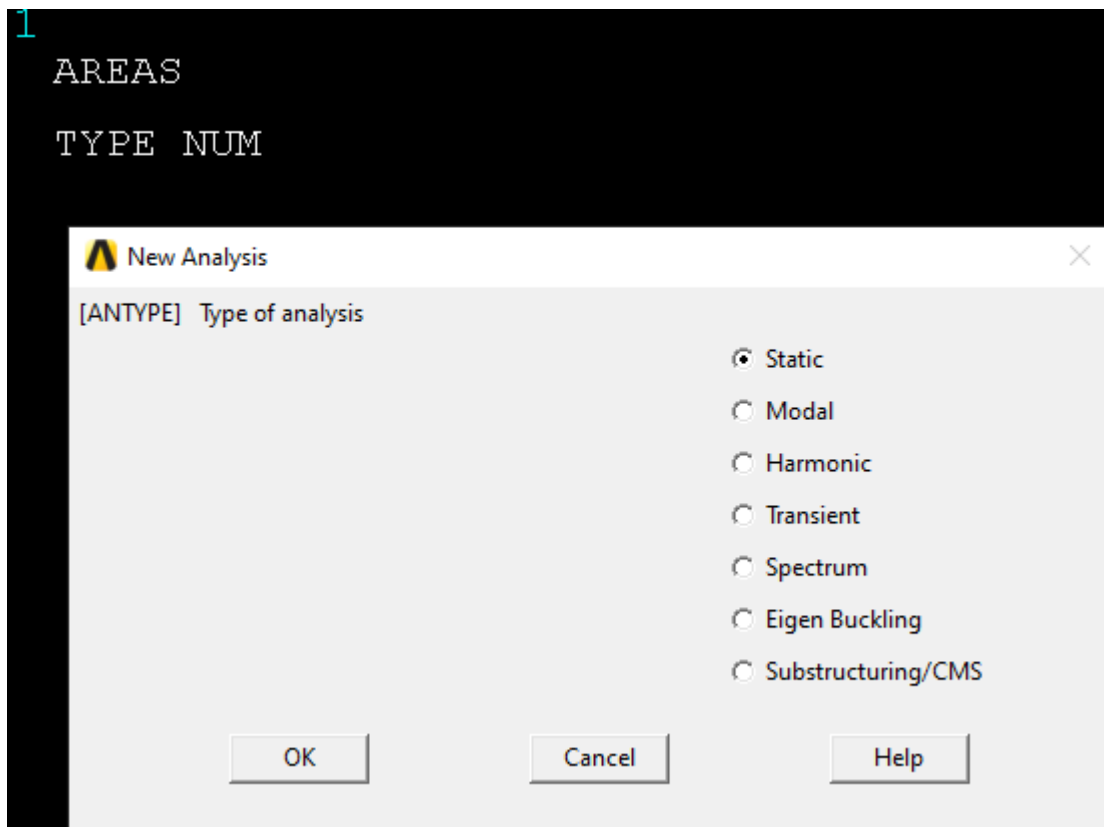 1
AREAS
TYPE NUM
New Analysis
[ANTYPE] Type of analysis
Static
Modal
Harmonic
Transient
Spectrum
Eigen Buckling
Substructuring/CMS
OK Cancel Help